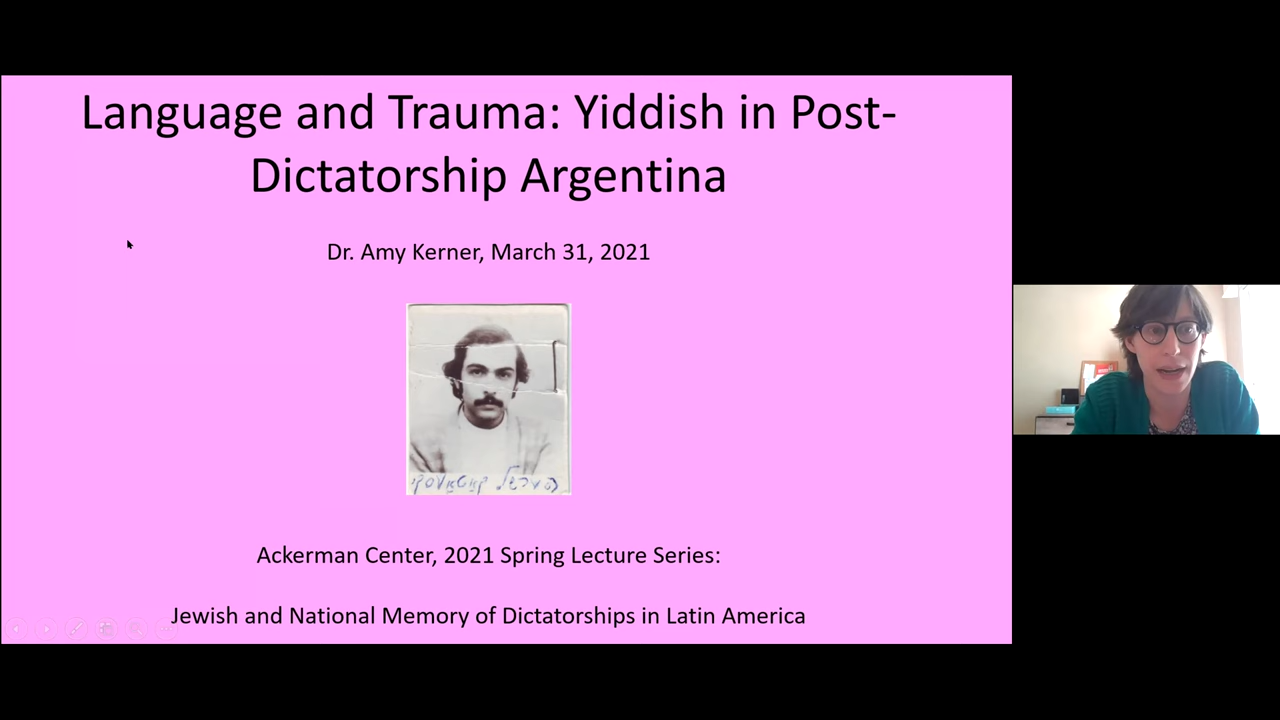 Language and Trauma: Yiddish in Post-
Dictatorship Argentina
Dr. Amy Kerner, March 31, 2021
Ackerman Center, 2021 Spring Lecture Series:
Jewish and National Memory of Dictatorships in Latin America